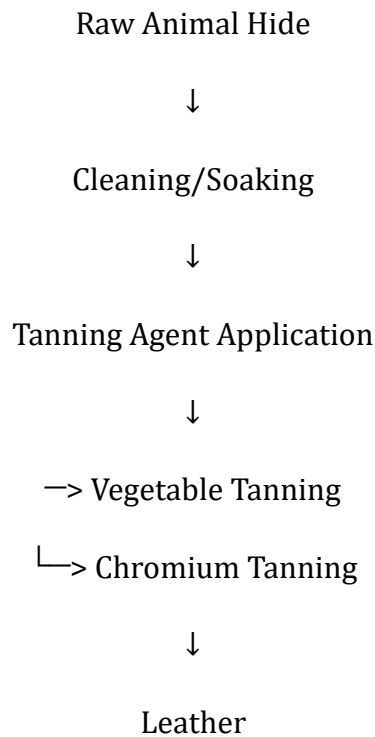 Raw Animal Hide
↓
Cleaning/Soaking
↓
Tanning Agent Application
↓
─> Vegetable Tanning
└─> Chromium Tanning
↓
Leather